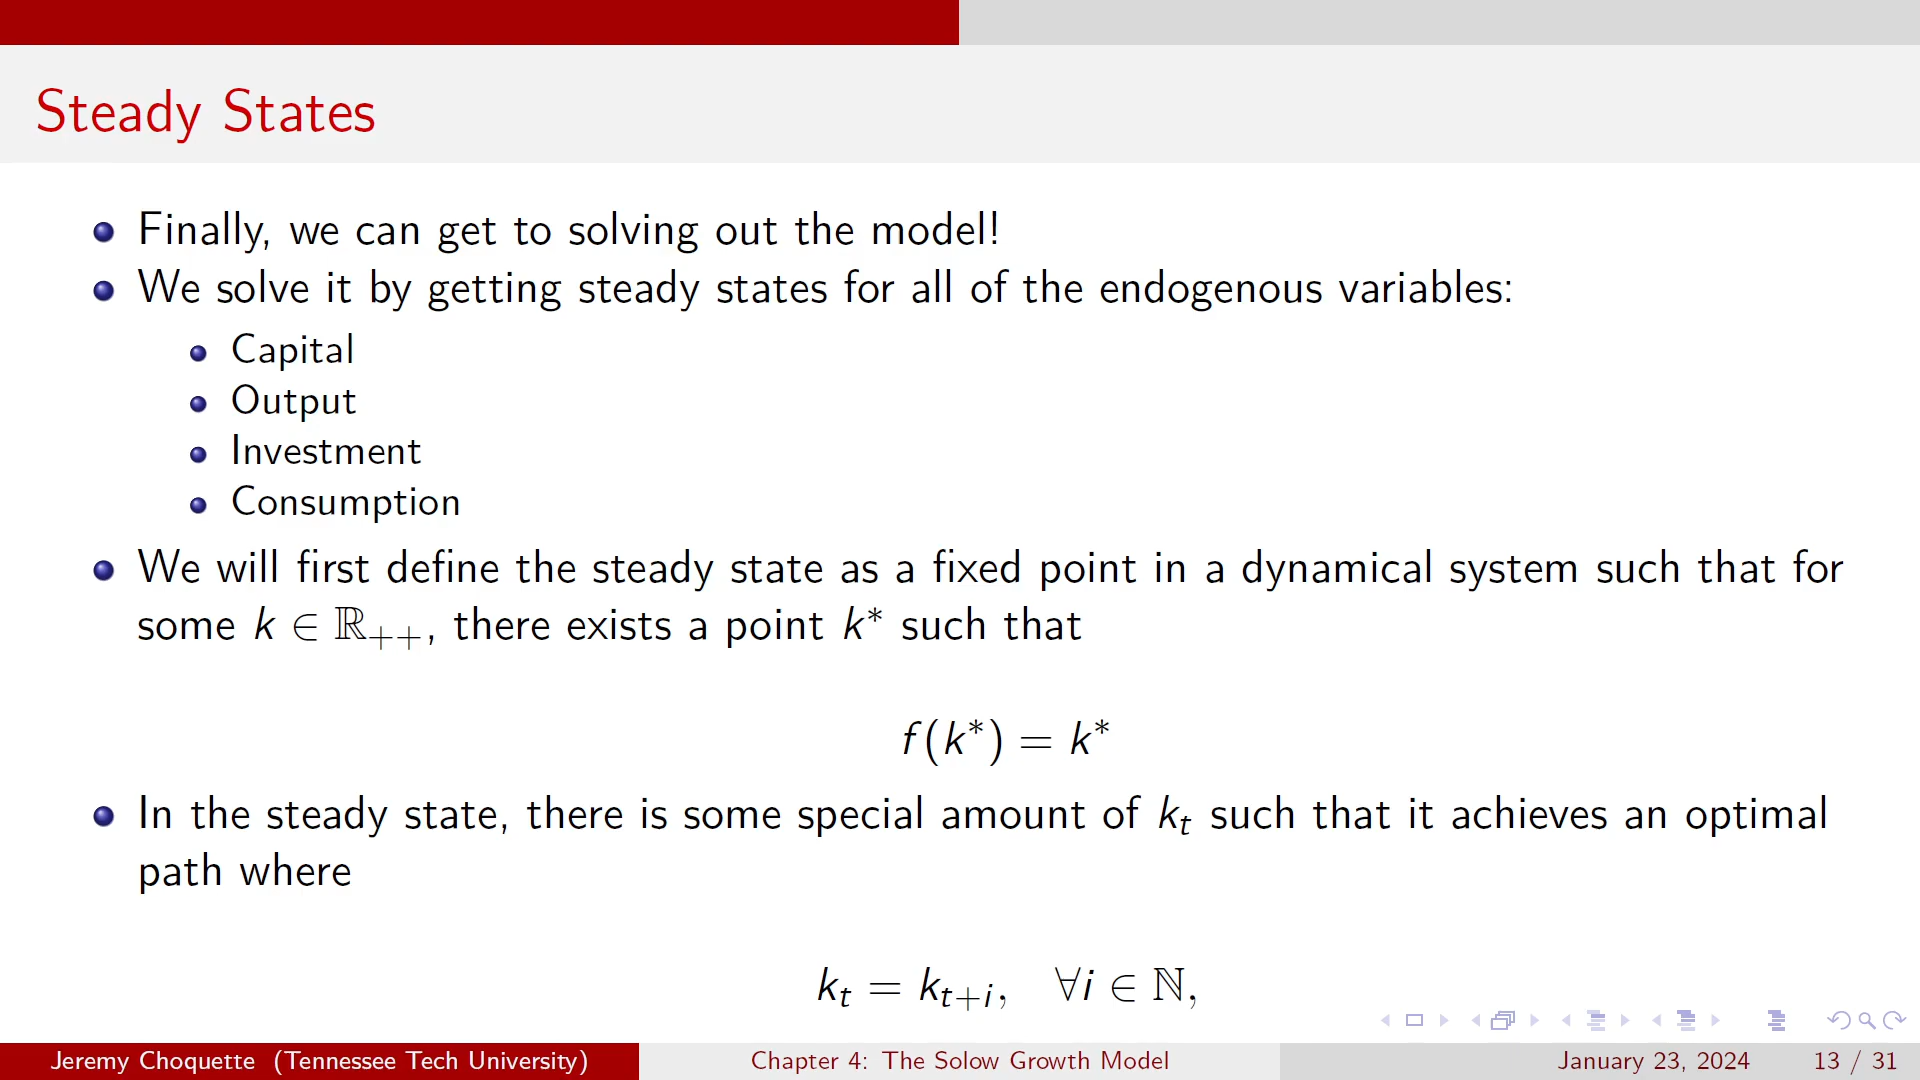 Steady States
Finally, we can get to solving out the model!
We solve it by getting steady states for all of the endogenous variables:
Capital
Output
Investment
Consumption
We will first define the steady state as a fixed point in a dynamical system such that for
some k ∈ ℝ₊₊, there exists a point k* such that
f(k*) = k*
In the steady state, there is some special amount of kₜ such that it achieves an optimal
path where
kₜ = kₜ₊ᵢ, ∀i ∈ ℕ,
Jeremy Choquette (Tennessee Tech University)
Chapter 4: The Solow Growth Model
January 23, 2024
13 / 31